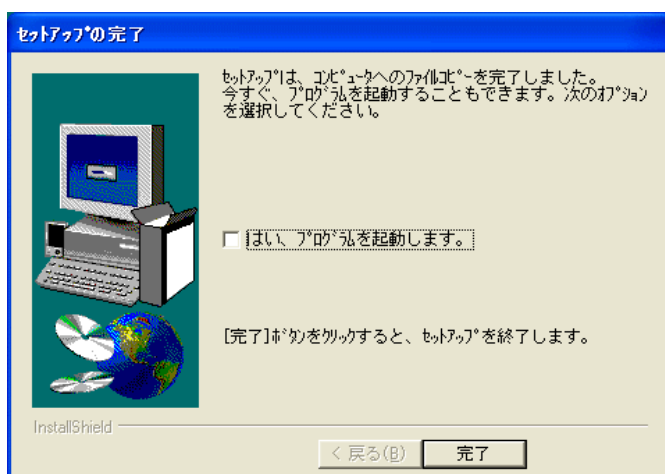 ｾｯﾄｱｯﾌﾟの完了
ｾｯﾄｱｯﾌﾟは、ｺﾝﾋﾟｭｰﾀへのﾌｧｲﾙｺﾋﾟｰを完了しました。
今すぐ、ﾌﾟﾛｸﾞﾗﾑを起動することもできます。次のｵﾌﾟｼｮﾝ
を選択してください。
はい、ﾌﾟﾛｸﾞﾗﾑを起動します。
[完了]ﾎﾞﾀﾝをｸﾘｯｸすると、ｾｯﾄｱｯﾌﾟを終了します。
InstallShield
< 戻る(B) 完了